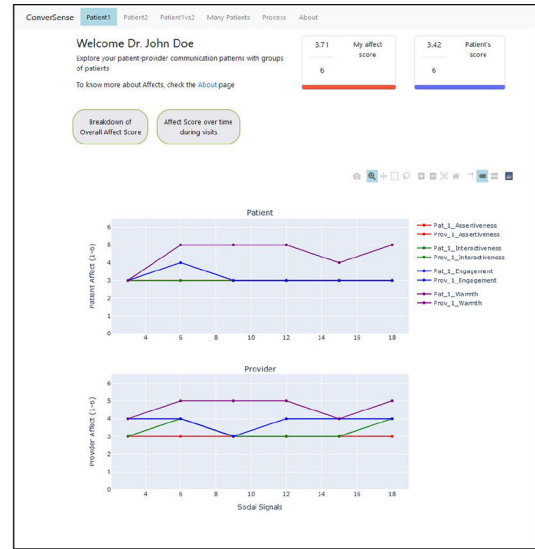 ConverSense Patient1 Patient2 Patient1vs2 Many Patients Process About
Welcome Dr. John Doe
Explore your patient-provider communication patterns with groups
of patients
To know more about Affects, check the About page
3.71
6
My affect
score
3.42
6
Patient's
score
Breakdown of
Overall Affect Score
Affect Score over time
during visits
Patient
Patient Affect (1-6)
6
5
4
3
2
1
0
4 6 8 10 12 14 16 18
Pat_1_Assertiveness
Prov_1_Assertiveness
Pat_1_Interactiveness
Prov_1_Interactiveness
Pat_1_Engagement
Prov_1_Engagement
Pat_1_Warmth
Prov_1_Warmth
Provider
Provider Affect (1-6)
6
5
4
3
2
1
0
4 6 8 10 12 14 16 18
Social Signals